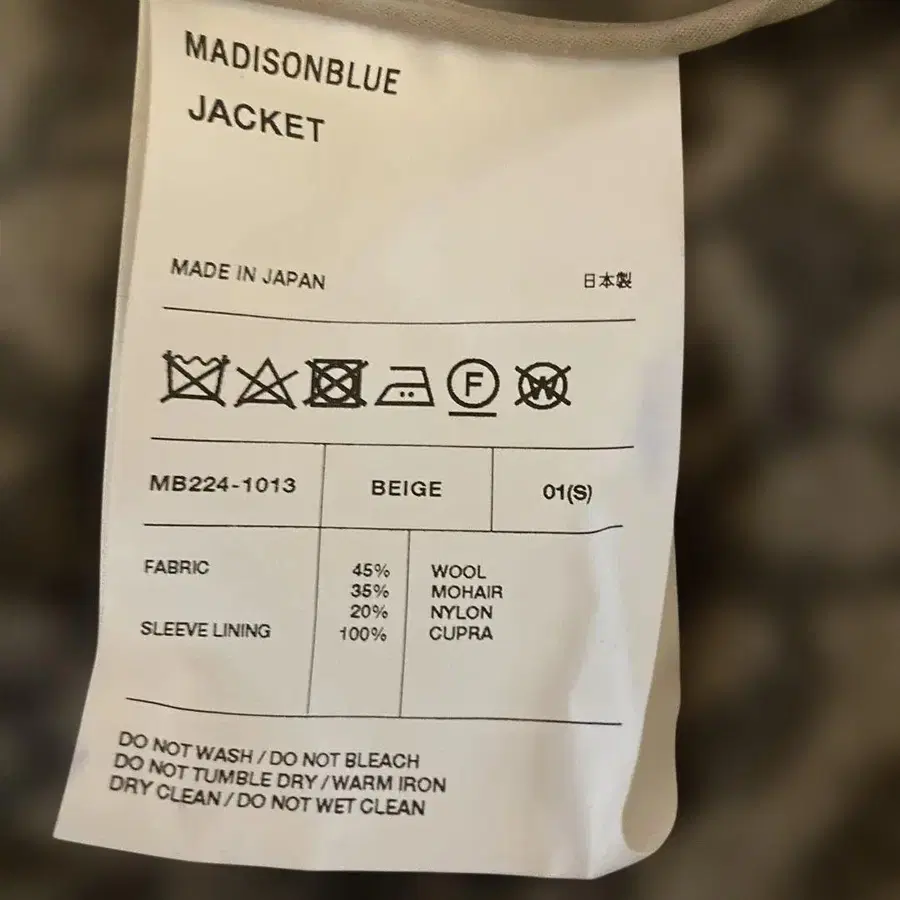 MADISONBLUE
JACKET
MADE IN JAPAN 日本製
F W
MB224-1013 BEIGE 01(S)
FABRIC 45% WOOL
35% MOHAIR
20% NYLON
SLEEVE LINING 100% CUPRA
DO NOT WASH / DO NOT BLEACH
DO NOT TUMBLE DRY / WARM IRON
DRY CLEAN / DO NOT WET CLEAN